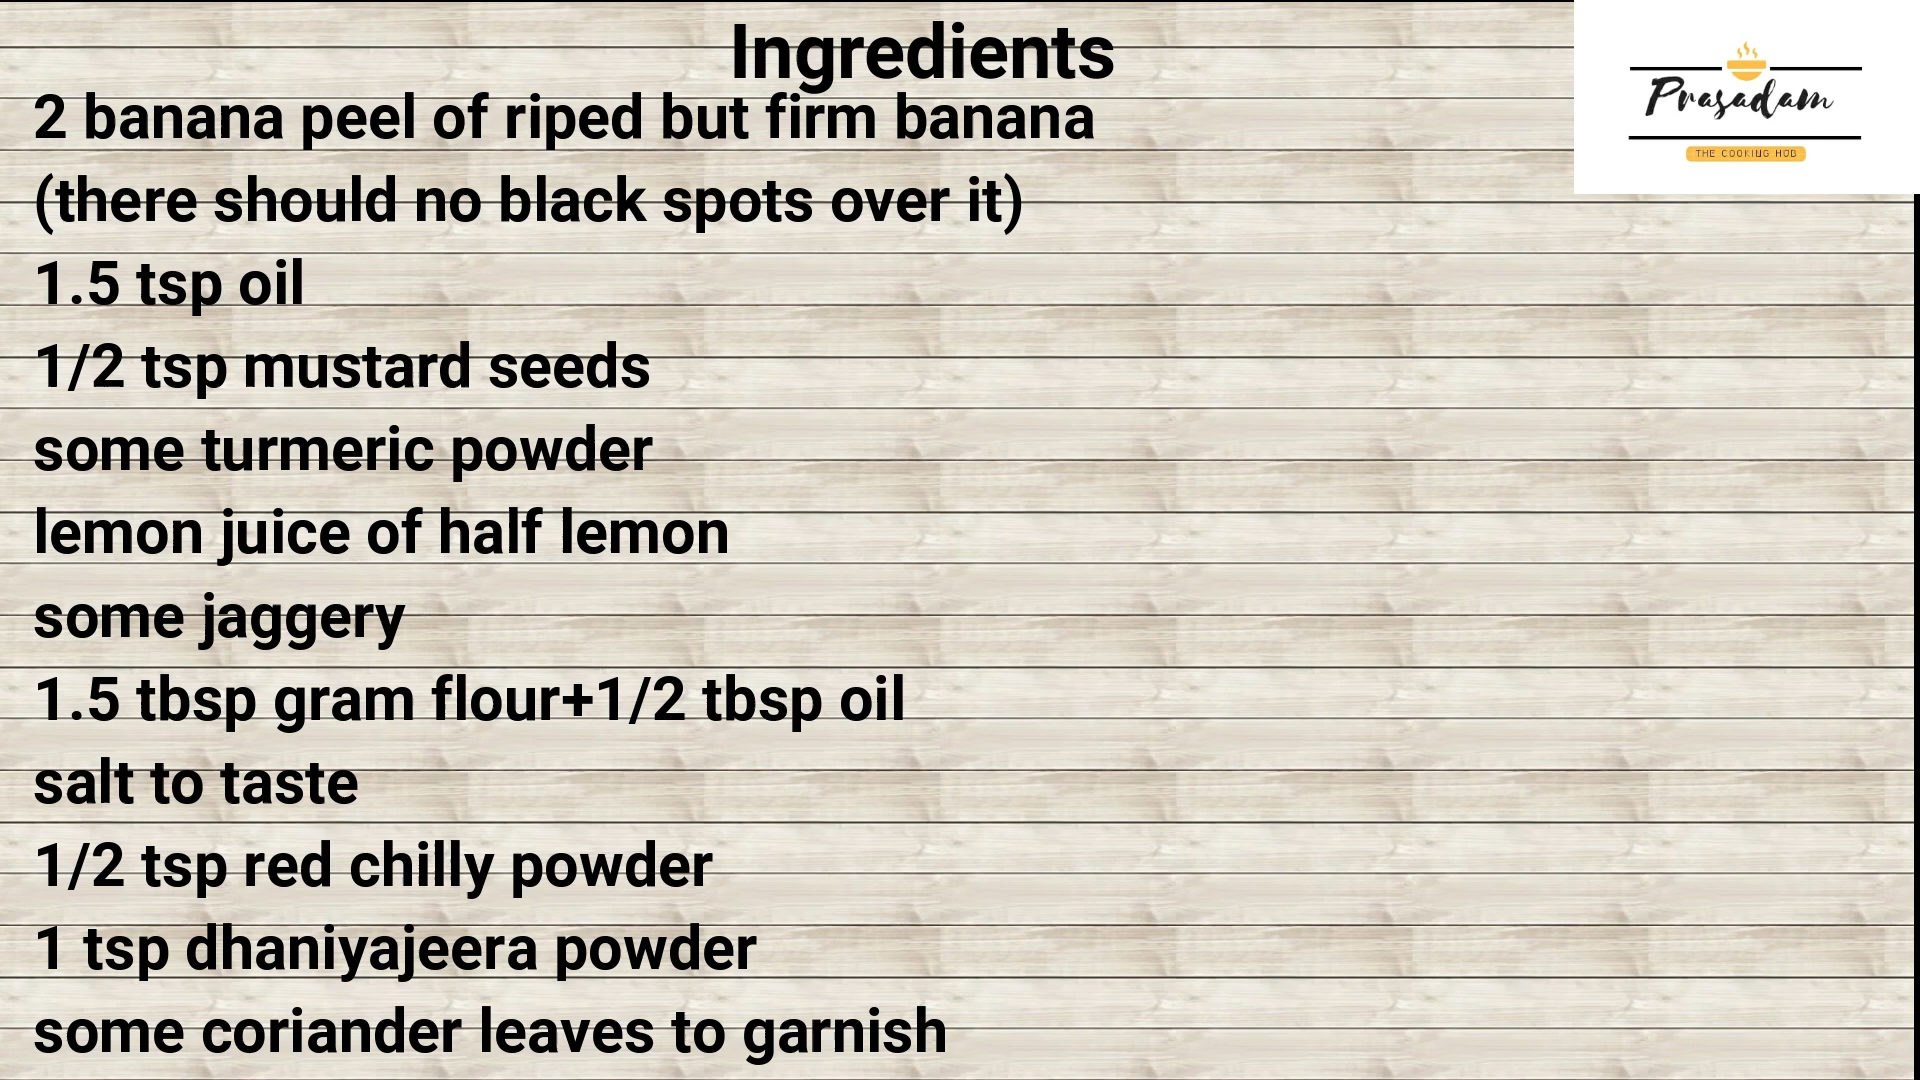 Ingredients
2 banana peel of riped but firm banana
(there should no black spots over it)
1.5 tsp oil
1/2 tsp mustard seeds
some turmeric powder
lemon juice of half lemon
some jaggery
1.5 tbsp gram flour+1/2 tbsp oil
salt to taste
1/2 tsp red chilly powder
1 tsp dhaniyajeera powder
some coriander leaves to garnish
Prasadam
THE COOKING HUB